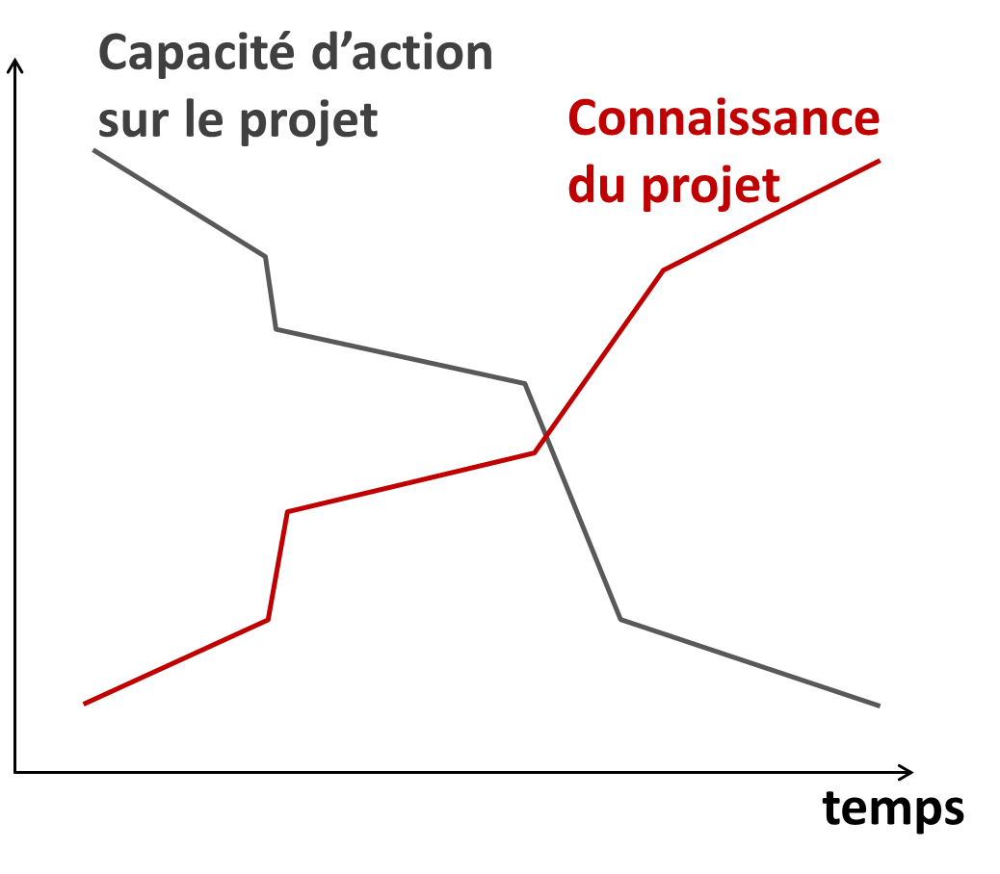 Capacité d’action
sur le projet
Connaissance
du projet
temps